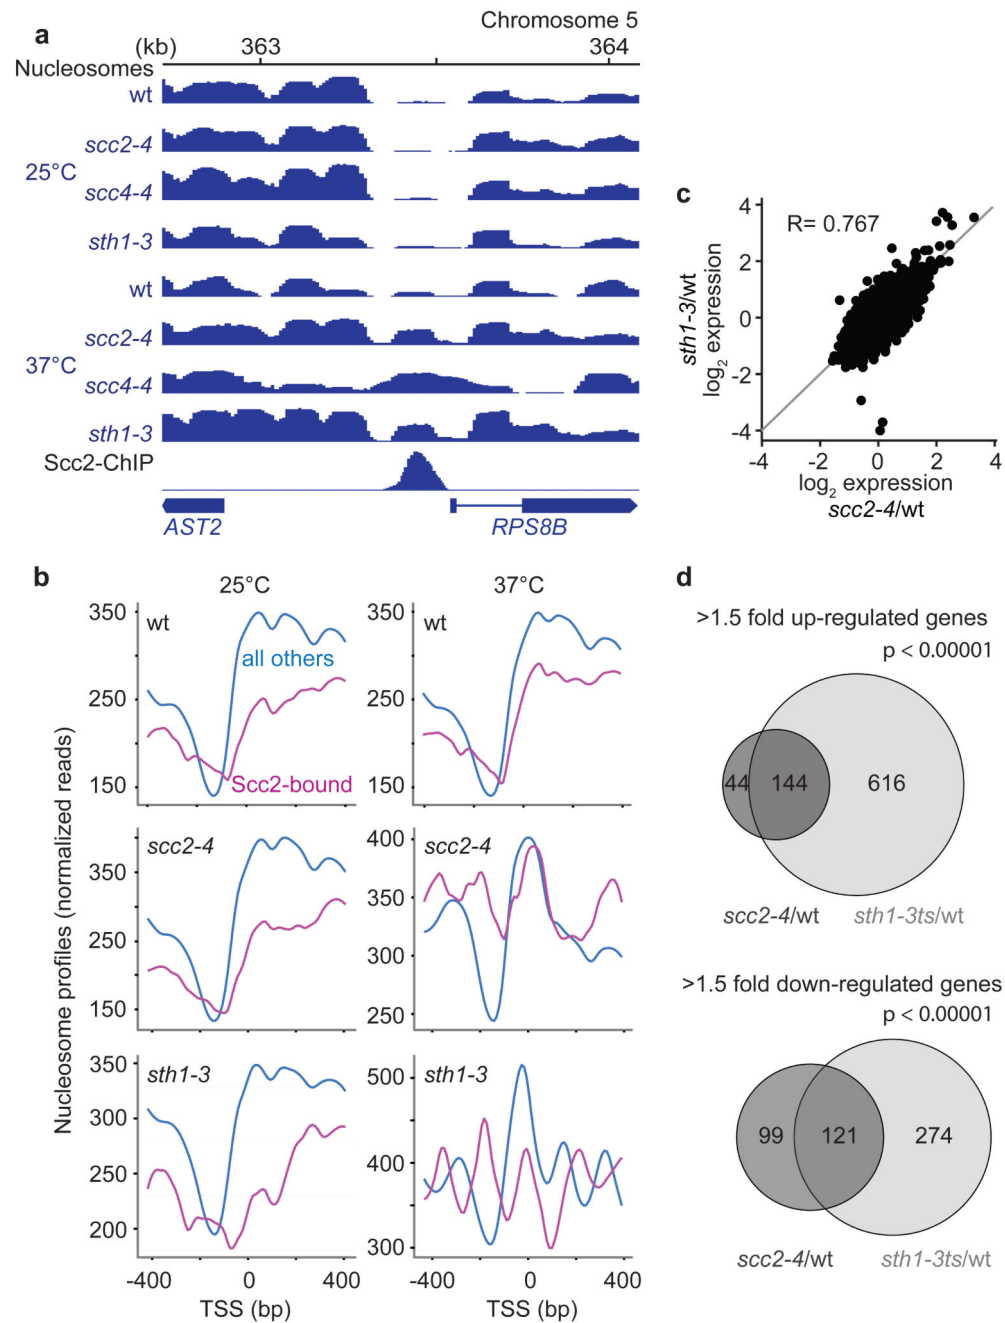 a
Chromosome 5
(kb)
363
364
Nucleosomes
wt
scc2-4
25°C
scc4-4
sth1-3
wt
scc2-4
37°C
scc4-4
sth1-3
Scc2-ChIP
AST2
RPS8B
c
R= 0.767
4
2
0
-2
-4
sth1-3/wt
log2 expression
-4
-2
0
2
4
log2 expression
scc2-4/wt
b
25°C
37°C
Nucleosome profiles (normalized reads)
wt
all others
Scc2-bound
350
250
150
wt
350
250
150
scc2-4
350
250
150
scc2-4
400
350
300
250
sth1-3
350
300
250
200
sth1-3
500
400
300
-400
0
400
TSS (bp)
-400
0
400
TSS (bp)
d
>1.5 fold up-regulated genes
p < 0.00001
44
144
616
scc2-4/wt
sth1-3ts/wt
>1.5 fold down-regulated genes
p < 0.00001
99
121
274
scc2-4/wt
sth1-3ts/wt